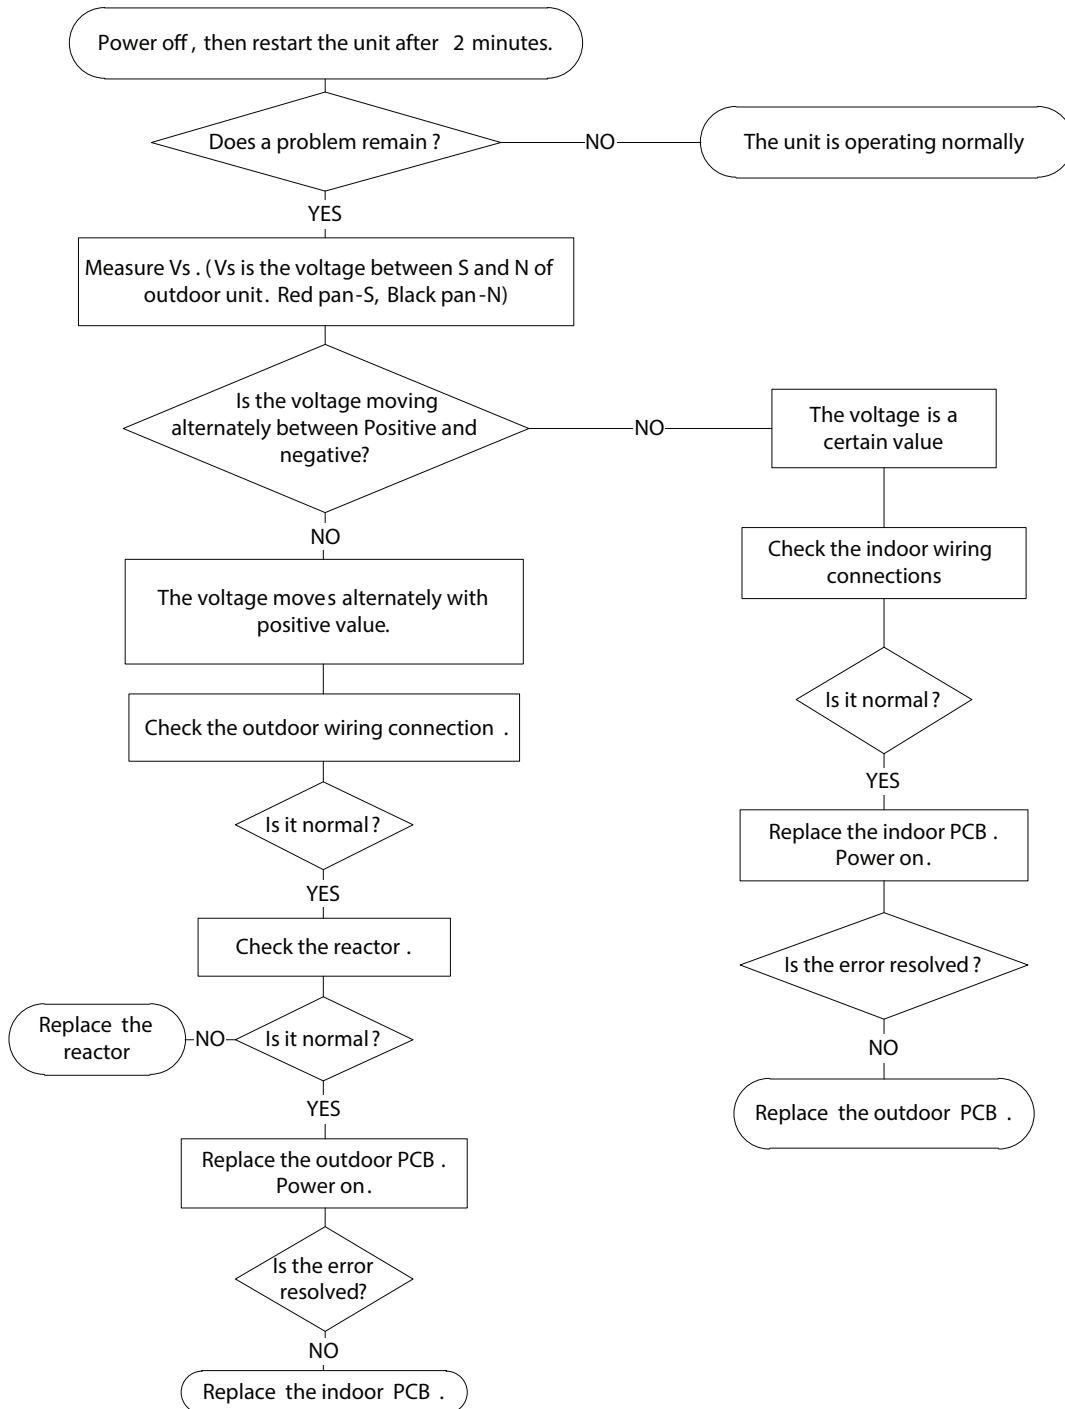 Power off, then restart the unit after 2 minutes.
Does a problem remain?
NO
The unit is operating normally
YES
Measure Vs. (Vs is the voltage between S and N of
outdoor unit. Red pan-S, Black pan-N)
Is the voltage moving
alternately between Positive and
negative?
NO
The voltage is a
certain value
NO
The voltage moves alternately with
positive value.
Check the indoor wiring
connections
Check the outdoor wiring connection.
Is it normal?
YES
Is it normal?
YES
Replace the indoor PCB.
Power on.
Check the reactor.
Is the error resolved?
Replace the
reactor
NO
Is it normal?
NO
YES
Replace the outdoor PCB.
Replace the outdoor PCB.
Power on.
Is the error
resolved?
NO
Replace the indoor PCB.